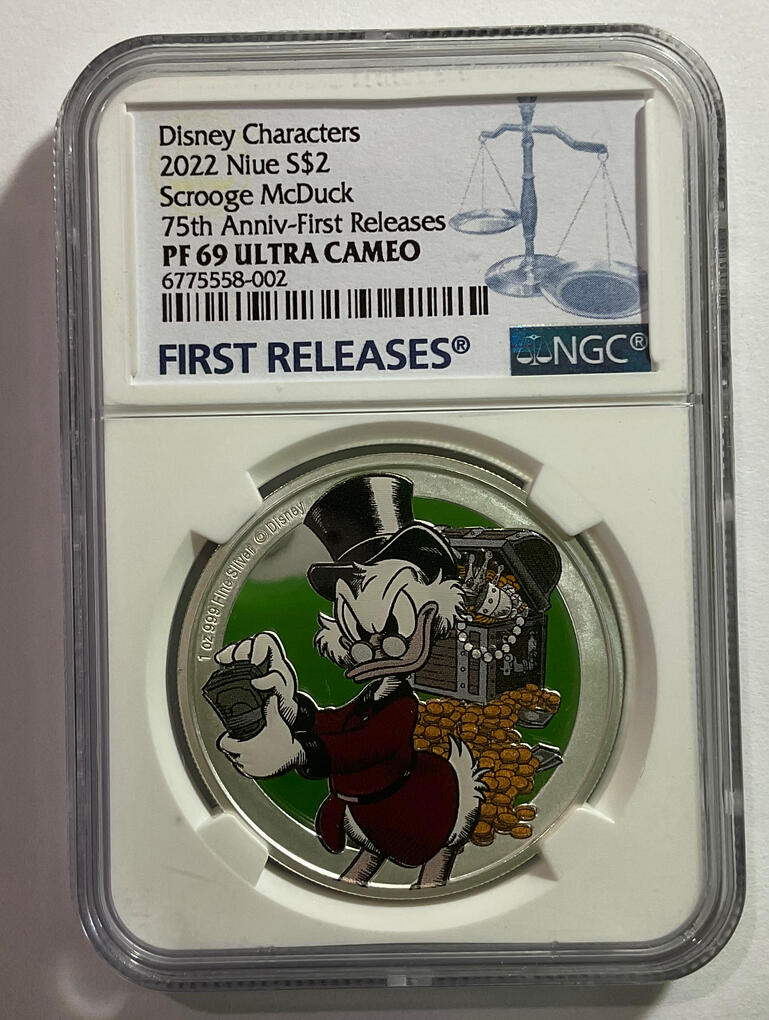 Disney Characters
2022 Niue S$2
Scrooge McDuck
75th Anniv-First Releases
PF 69 ULTRA CAMEO
6775558-002
FIRST RELEASES®
NGC®
1 oz 999 Fine Silver © Disney